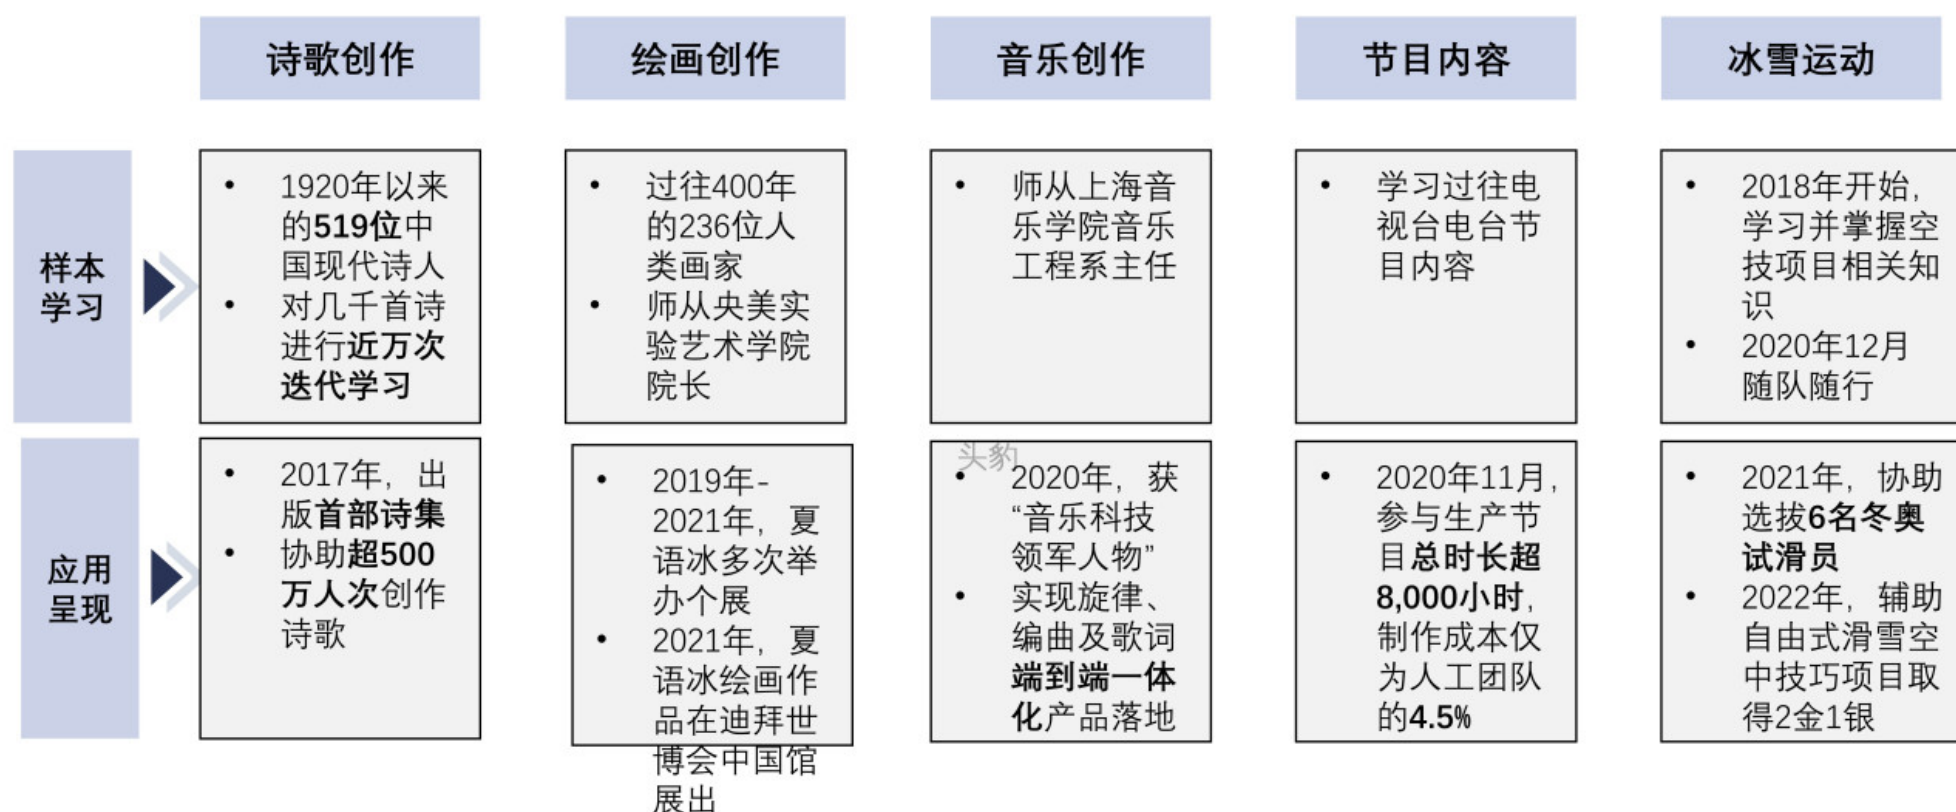 诗歌创作
绘画创作
音乐创作
节目内容
冰雪运动
样本
学习
• 1920年以来
的519位中
国现代诗人
• 对几千首诗
进行近万次
迭代学习
• 过往400年
的236位人
类画家
• 师从央美实
验艺术学院
院长
• 师从上海音
乐学院音乐
工程系主任
• 学习过往电
视台电台节
目内容
• 2018年开始，
学习并掌握空
技项目相关知
识
• 2020年12月
随队随行
应用
呈现
• 2017年，出
版首部诗集
• 协助超500
万人次创作
诗歌
• 2019年-
2021年，夏
语冰多次举
办个展
• 2021年，夏
语冰绘画作
品在迪拜世
博会中国馆
展出
头豹
• 2020年，获
“音乐科技
领军人物”
• 实现旋律、
编曲及歌词
端到端一体
化产品落地
• 2020年11月，
参与生产节
目总时长超
8,000小时，
制作成本仅
为人工团队
的4.5%
• 2021年，协助
选拔6名冬奥
试滑员
• 2022年，辅助
自由式滑雪空
中技巧项目取
得2金1银